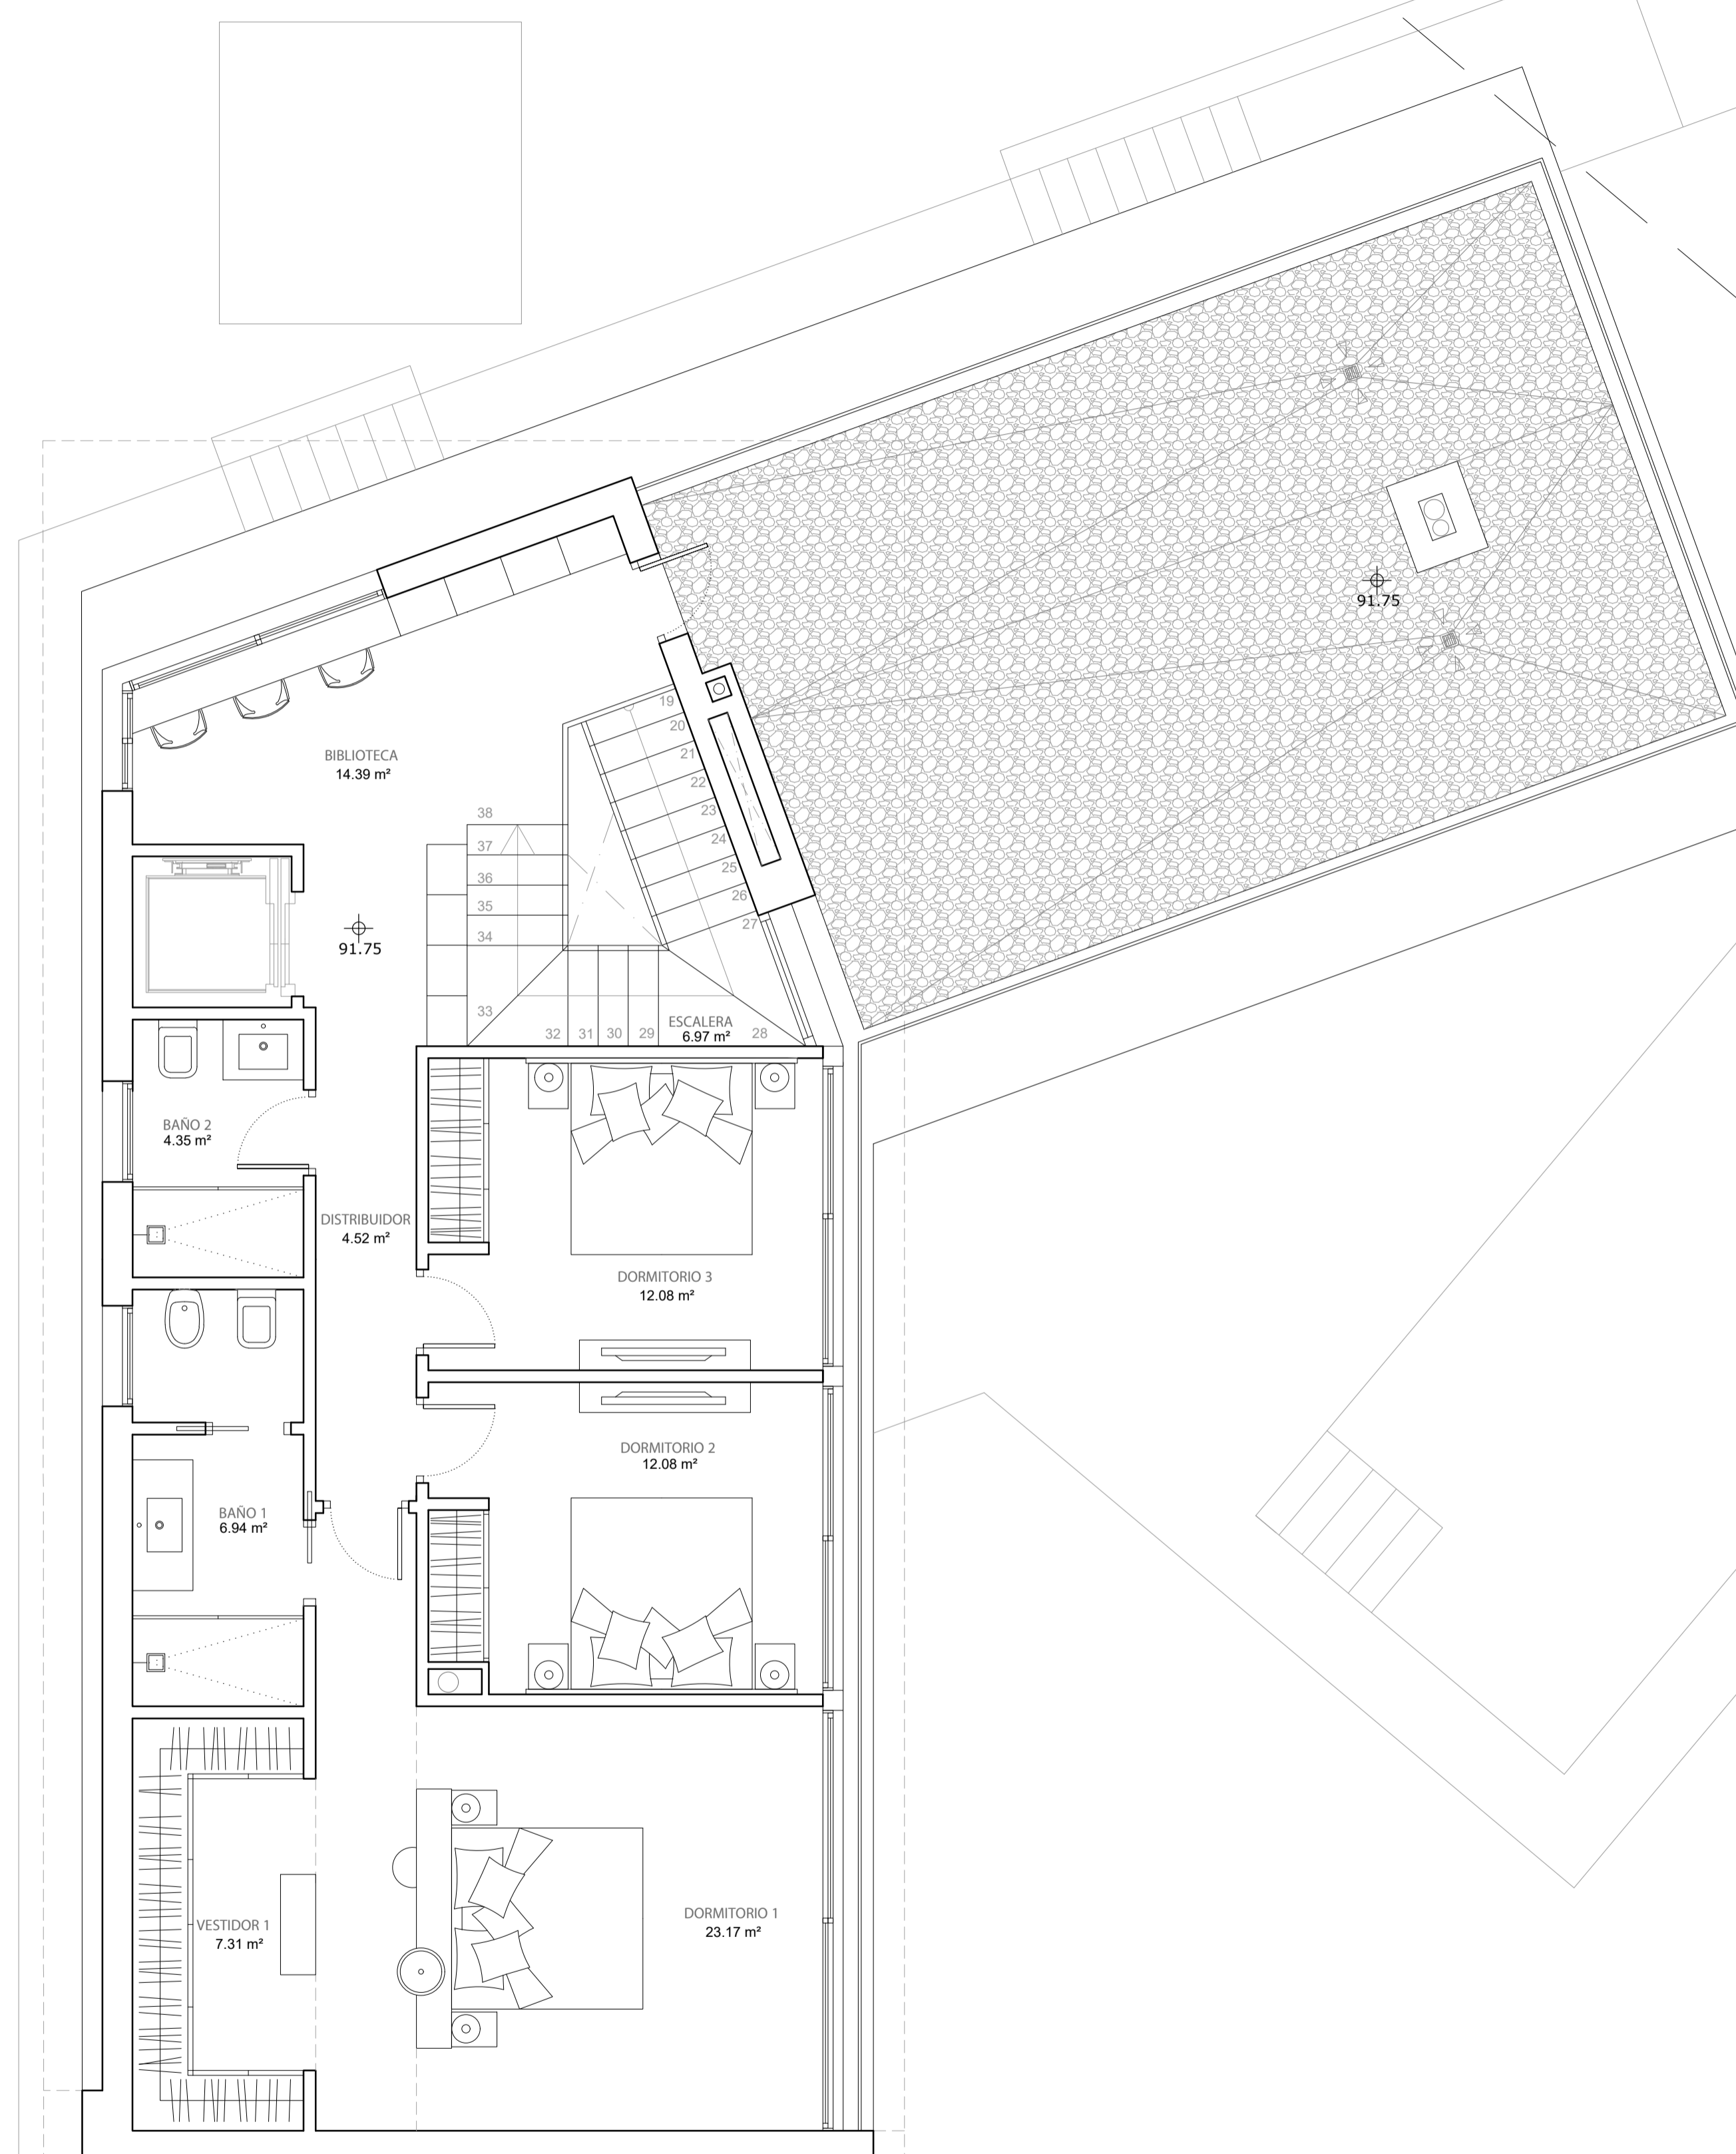 91.75
19
20
21
22
23
24
25
26
27
BIBLIOTECA
14.39 m²
38
37
36
35
34
33
32
31
30
29
28
ESCALERA
6.97 m²
91.75
BAÑO 2
4.35 m²
DISTRIBUIDOR
4.52 m²
DORMITORIO 3
12.08 m²
DORMITORIO 2
12.08 m²
BAÑO 1
6.94 m²
VESTIDOR 1
7.31 m²
DORMITORIO 1
23.17 m²